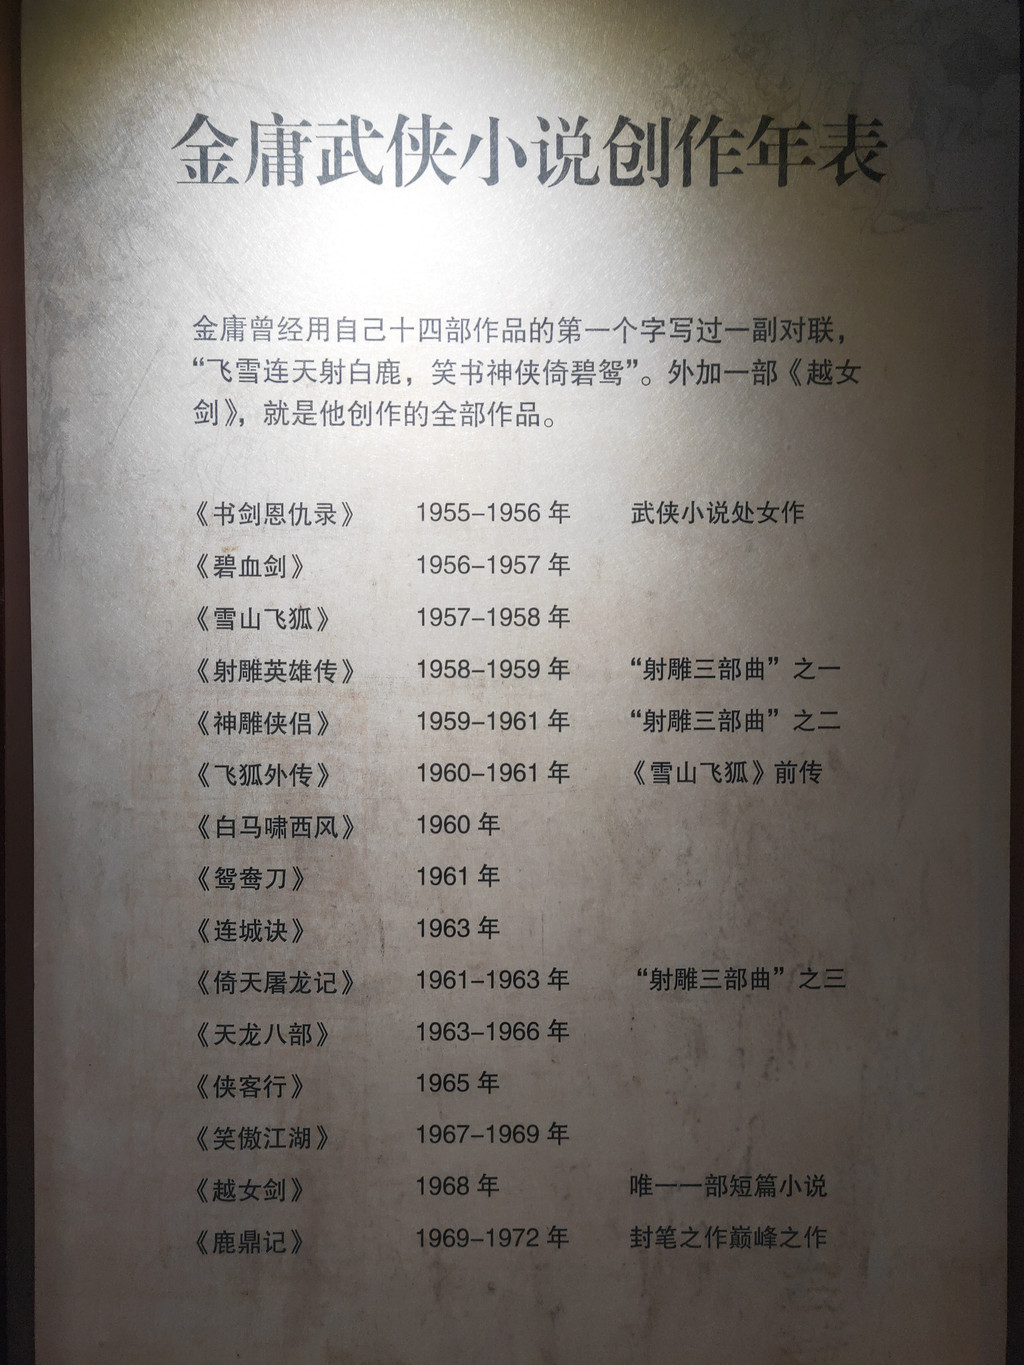 金庸武侠小说创作年表
金庸曾经用自己十四部作品的第一个字写过一副对联，
“飞雪连天射白鹿，笑书神侠倚碧鸳”。外加一部《越女
剑》，就是他创作的全部作品。
《书剑恩仇录》 1955–1956 年 武侠小说处女作
《碧血剑》 1956–1957 年
《雪山飞狐》 1957–1958 年
《射雕英雄传》 1958–1959 年 “射雕三部曲”之一
《神雕侠侣》 1959–1961 年 “射雕三部曲”之二
《飞狐外传》 1960–1961 年 《雪山飞狐》前传
《白马啸西风》 1960 年
《鸳鸯刀》 1961 年
《连城诀》 1963 年
《倚天屠龙记》 1961–1963 年 “射雕三部曲”之三
《天龙八部》 1963–1966 年
《侠客行》 1965 年
《笑傲江湖》 1967–1969 年
《越女剑》 1968 年 唯一一部短篇小说
《鹿鼎记》 1969–1972 年 封笔之作巅峰之作